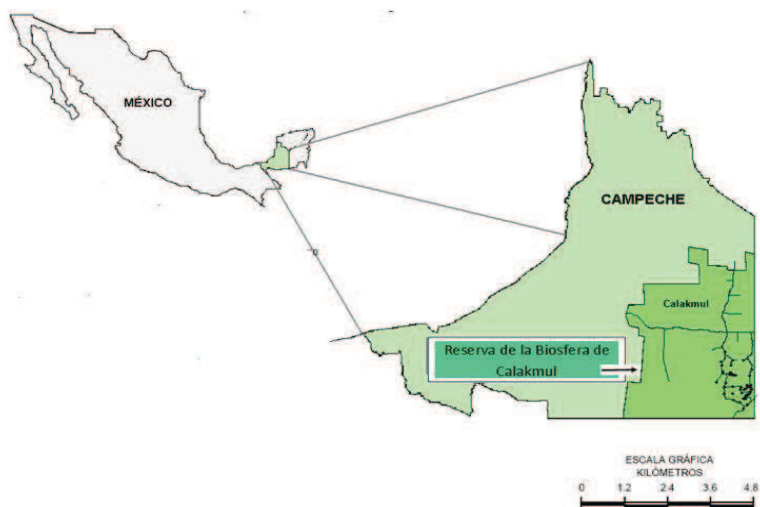 MÉXICO
CAMPECHE
Calakmul
Reserva de la Biosfera de
Calakmul
ESCALA GRÁFICA
KILÓMETROS
0 1.2 2.4 3.6 4.8